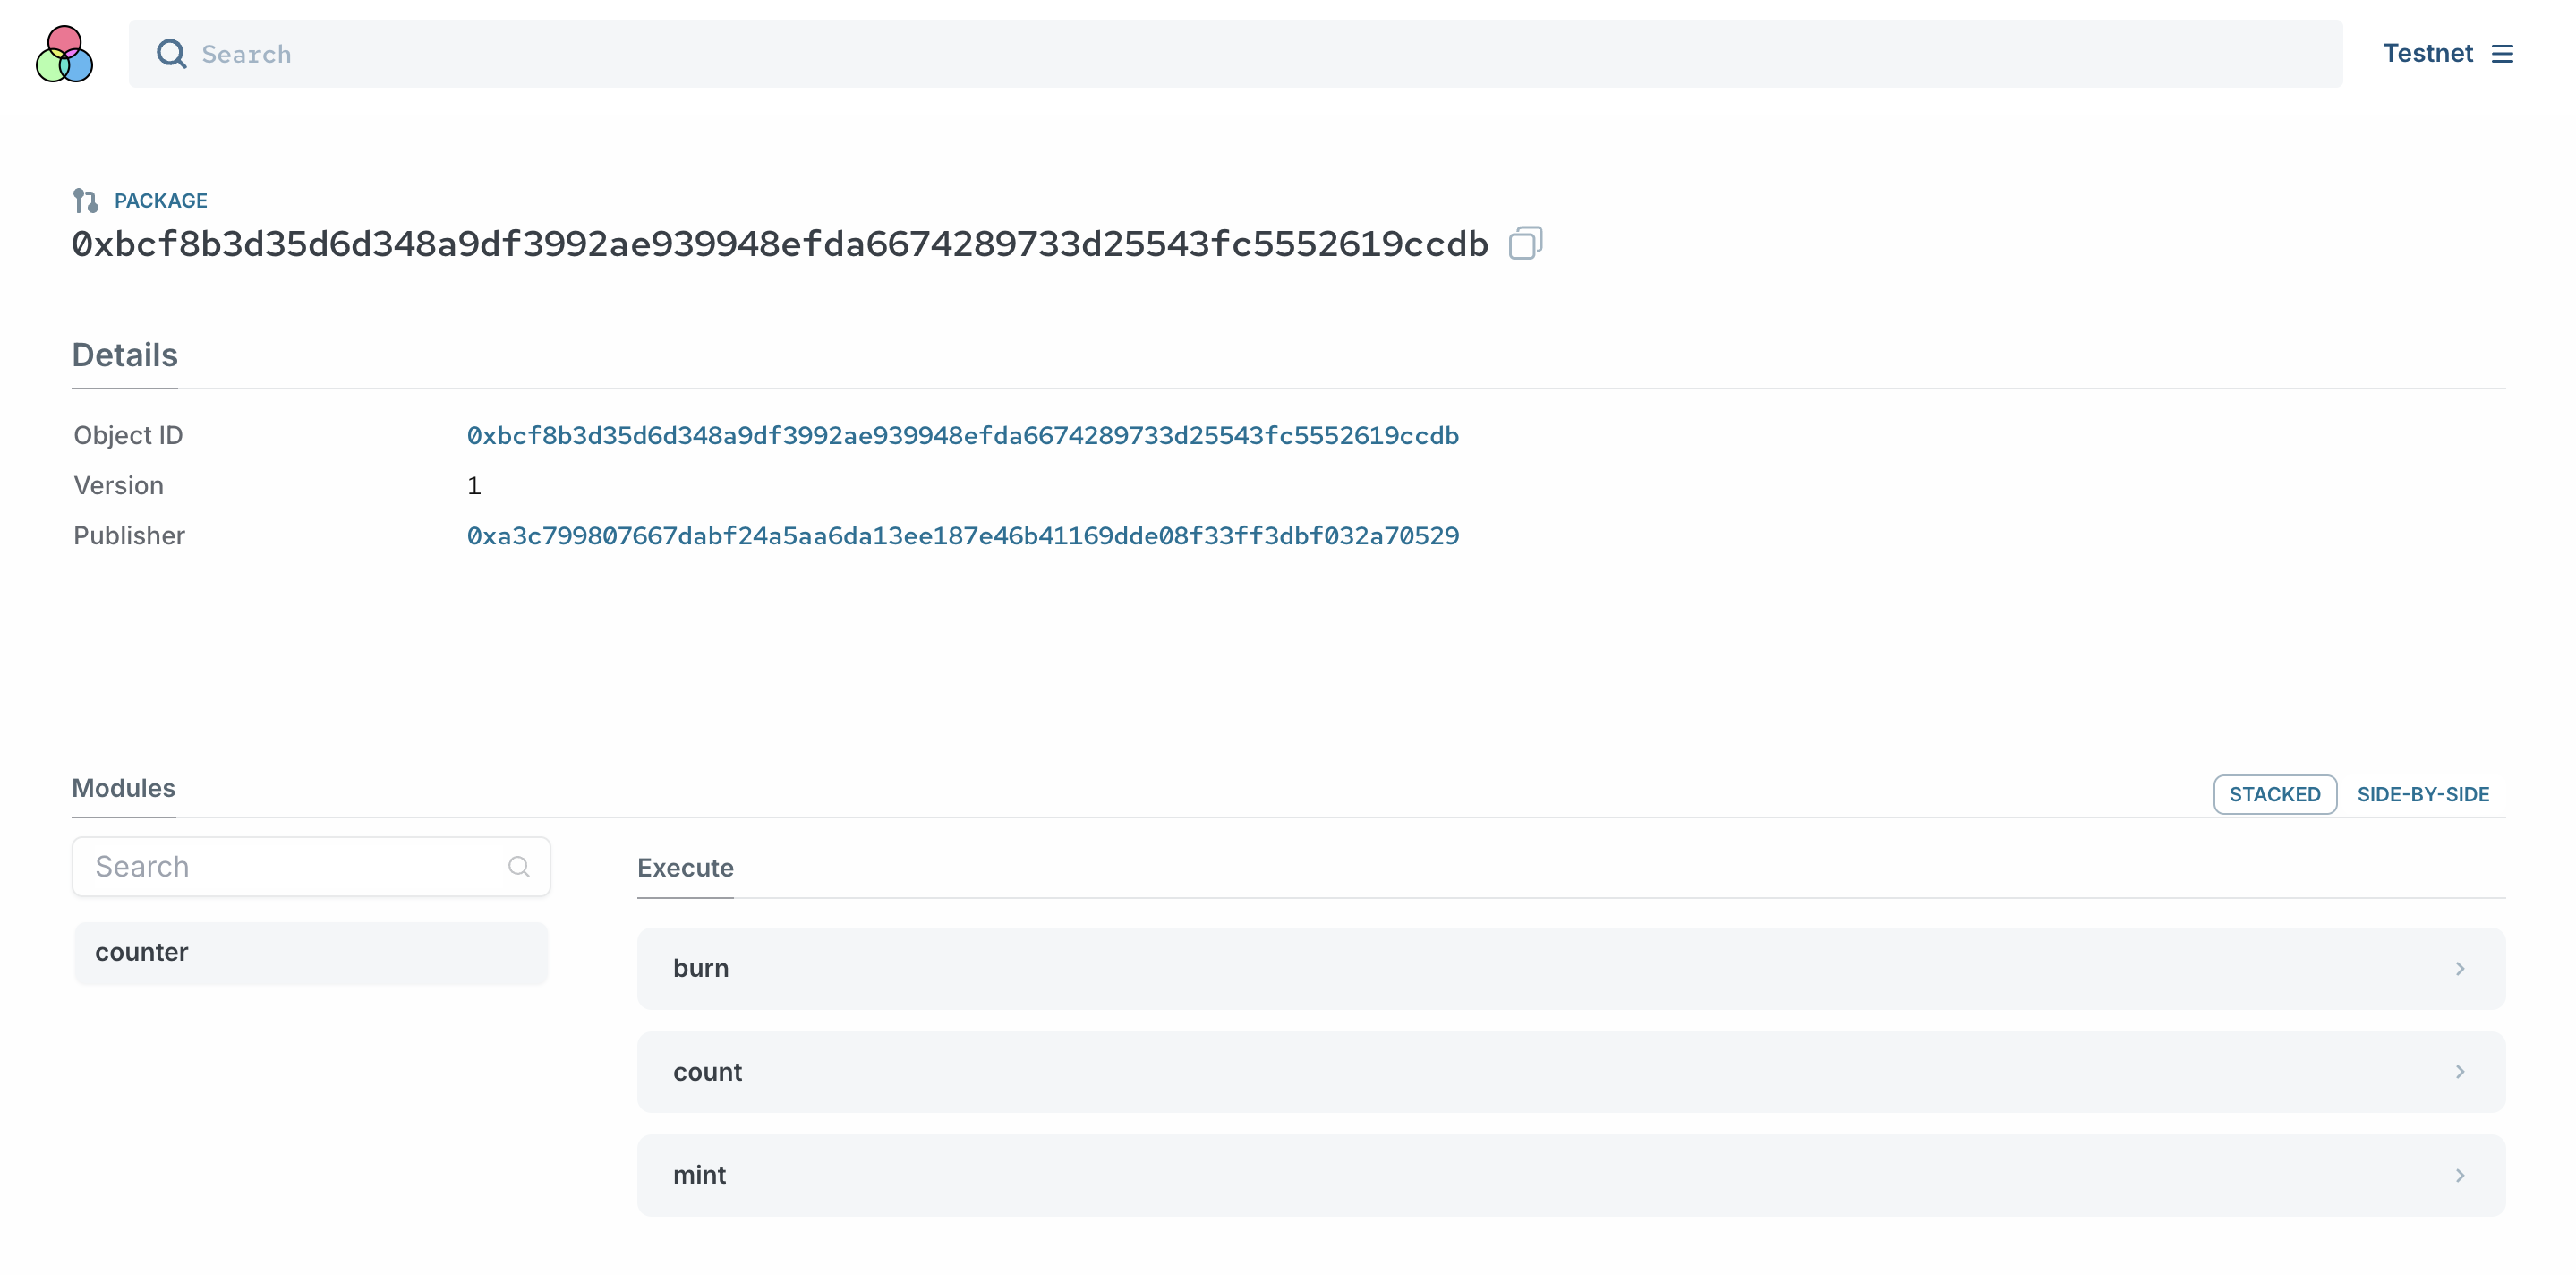 Search
Testnet
PACKAGE
0xbcf8b3d35d6d348a9df3992ae939948efda6674289733d25543fc5552619ccdb
Details
Object ID 0xbcf8b3d35d6d348a9df3992ae939948efda6674289733d25543fc5552619ccdb
Version 1
Publisher 0xa3c799807667dabf24a5aa6da13ee187e46b41169dde08f33ff3dbf032a70529
Modules
STACKED SIDE-BY-SIDE
Search
counter
Execute
burn
count
mint